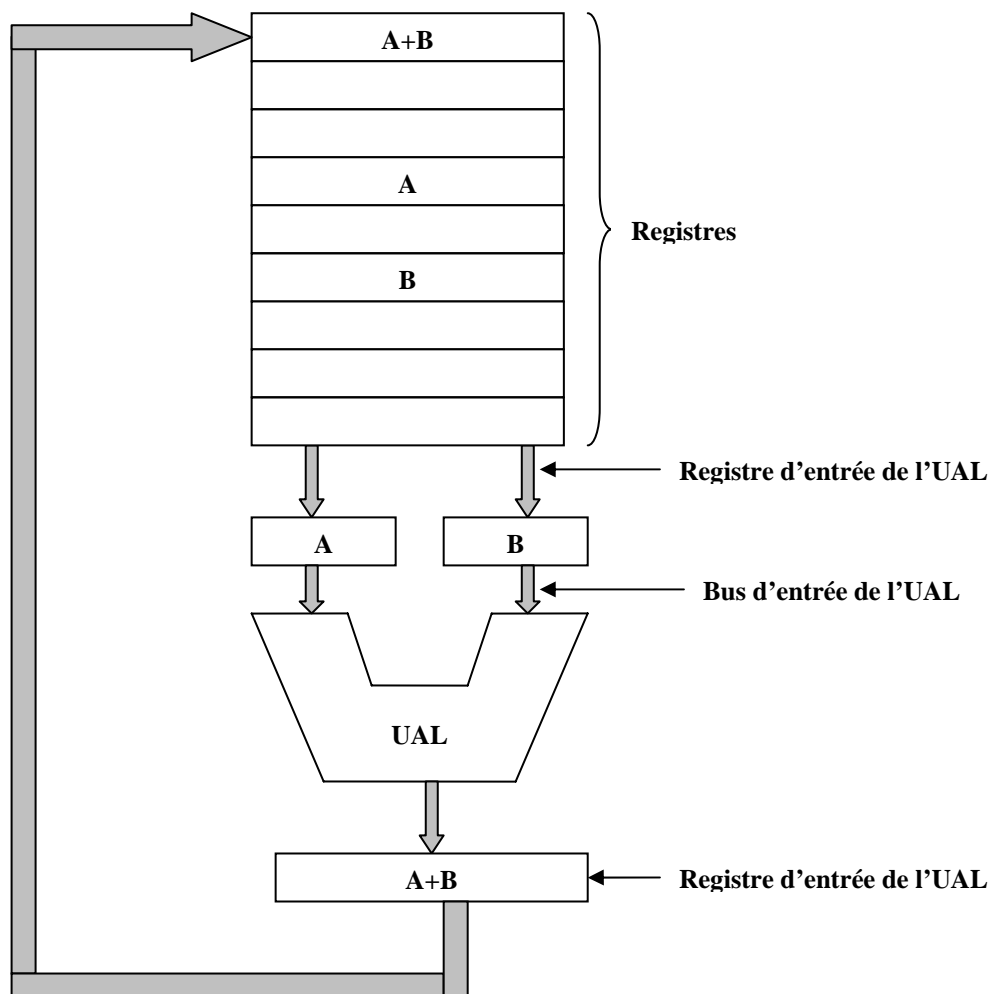 A+B
A
Registres
B
Registre d’entrée de l’UAL
A
B
Bus d’entrée de l’UAL
UAL
A+B
Registre d’entrée de l’UAL